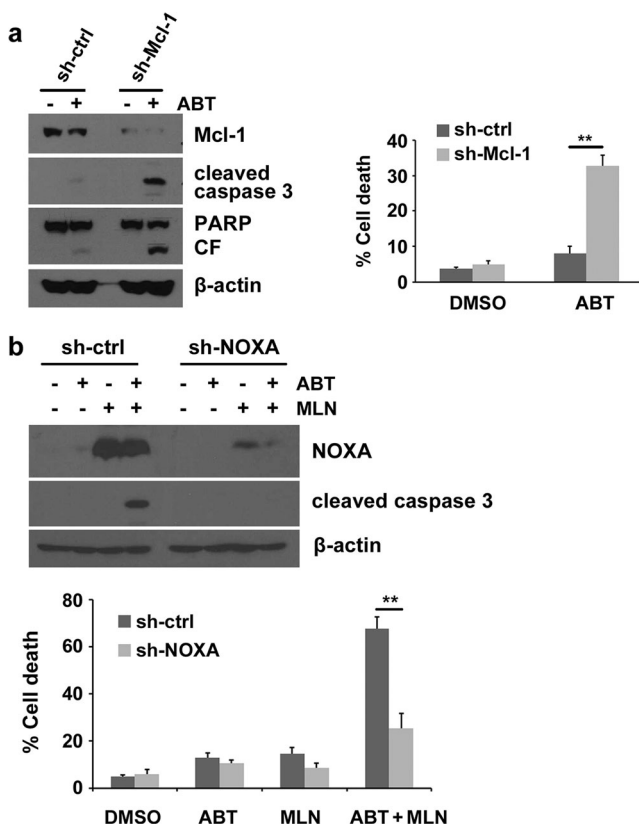 a
sh-ctrl
sh-Mcl-1
- + - + ABT
Mcl-1
cleaved
caspase 3
PARP
CF
β-actin
sh-ctrl
sh-Mcl-1
**
40
30
20
10
0
% Cell death
DMSO ABT
b
sh-ctrl sh-NOXA
- + - + - + - + ABT
- - + + - - + + MLN
NOXA
cleaved caspase 3
β-actin
sh-ctrl
sh-NOXA
**
80
60
40
20
0
% Cell death
DMSO ABT MLN ABT + MLN